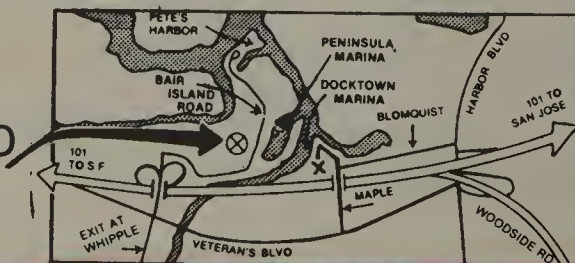 PETE'S
HARBOR
PENINSULA
MARINA
BAIR
ISLAND
ROAD
DOCKTOWN
MARINA
BLOMQUIST
HARBOR BLVD
101 TO
SAN JOSE
101
TO S F
X
MAPLE
EXIT AT
WHIPPLE
VETERAN'S BLVD
WOODSIDE RD